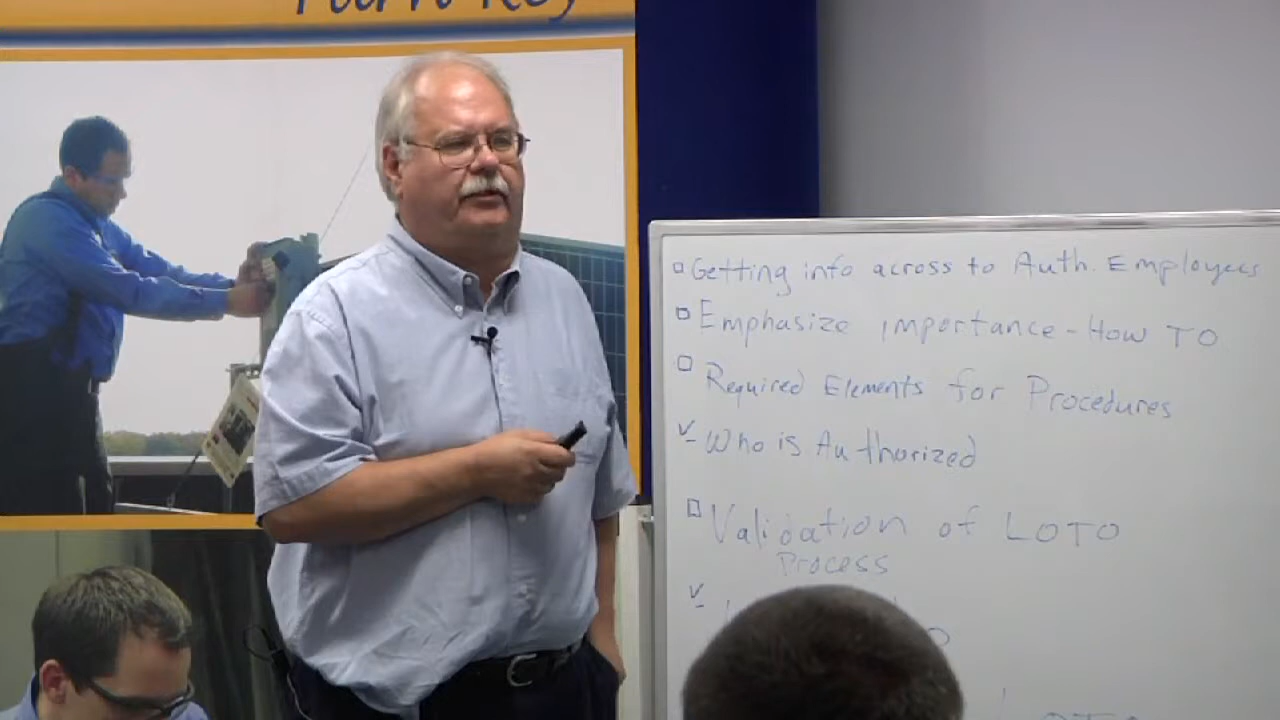 Getting info across to Auth. Employees
Emphasize importance - How TO
Required Elements for Procedures
Who is Authorized
Validation of LOTO
Process